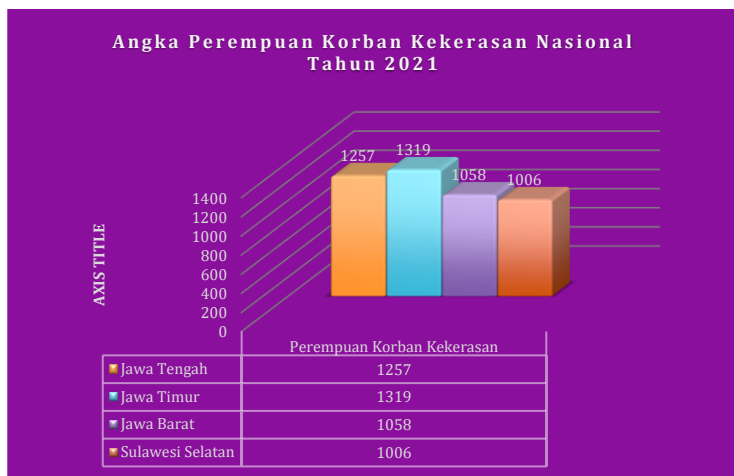 Angka Perempuan Korban Kekerasan Nasional
Tahun 2021
1257
1319
1058
1006
1400
1200
1000
800
600
400
200
0
AXIS TITLE
Perempuan Korban Kekerasan
Jawa Tengah 1257
Jawa Timur 1319
Jawa Barat 1058
Sulawesi Selatan 1006